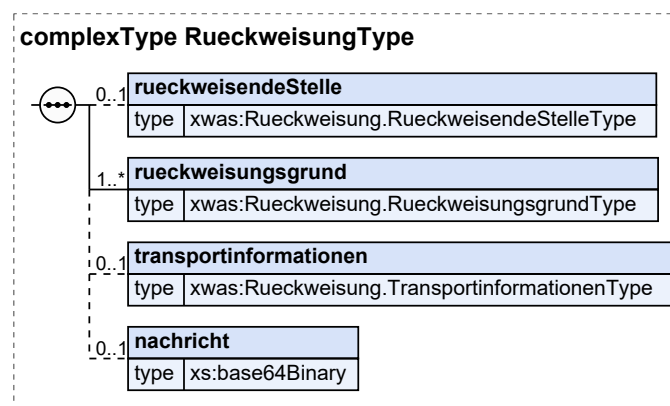 complexType RueckweisungType
0..1
rueckweisendeStelle
type xwas:Rueckweisung.RueckweisendeStelleType
1..*
rueckweisungsgrund
type xwas:Rueckweisung.RueckweisungsgrundType
0..1
transportinformationen
type xwas:Rueckweisung.TransportinformationenType
0..1
nachricht
type xs:base64Binary